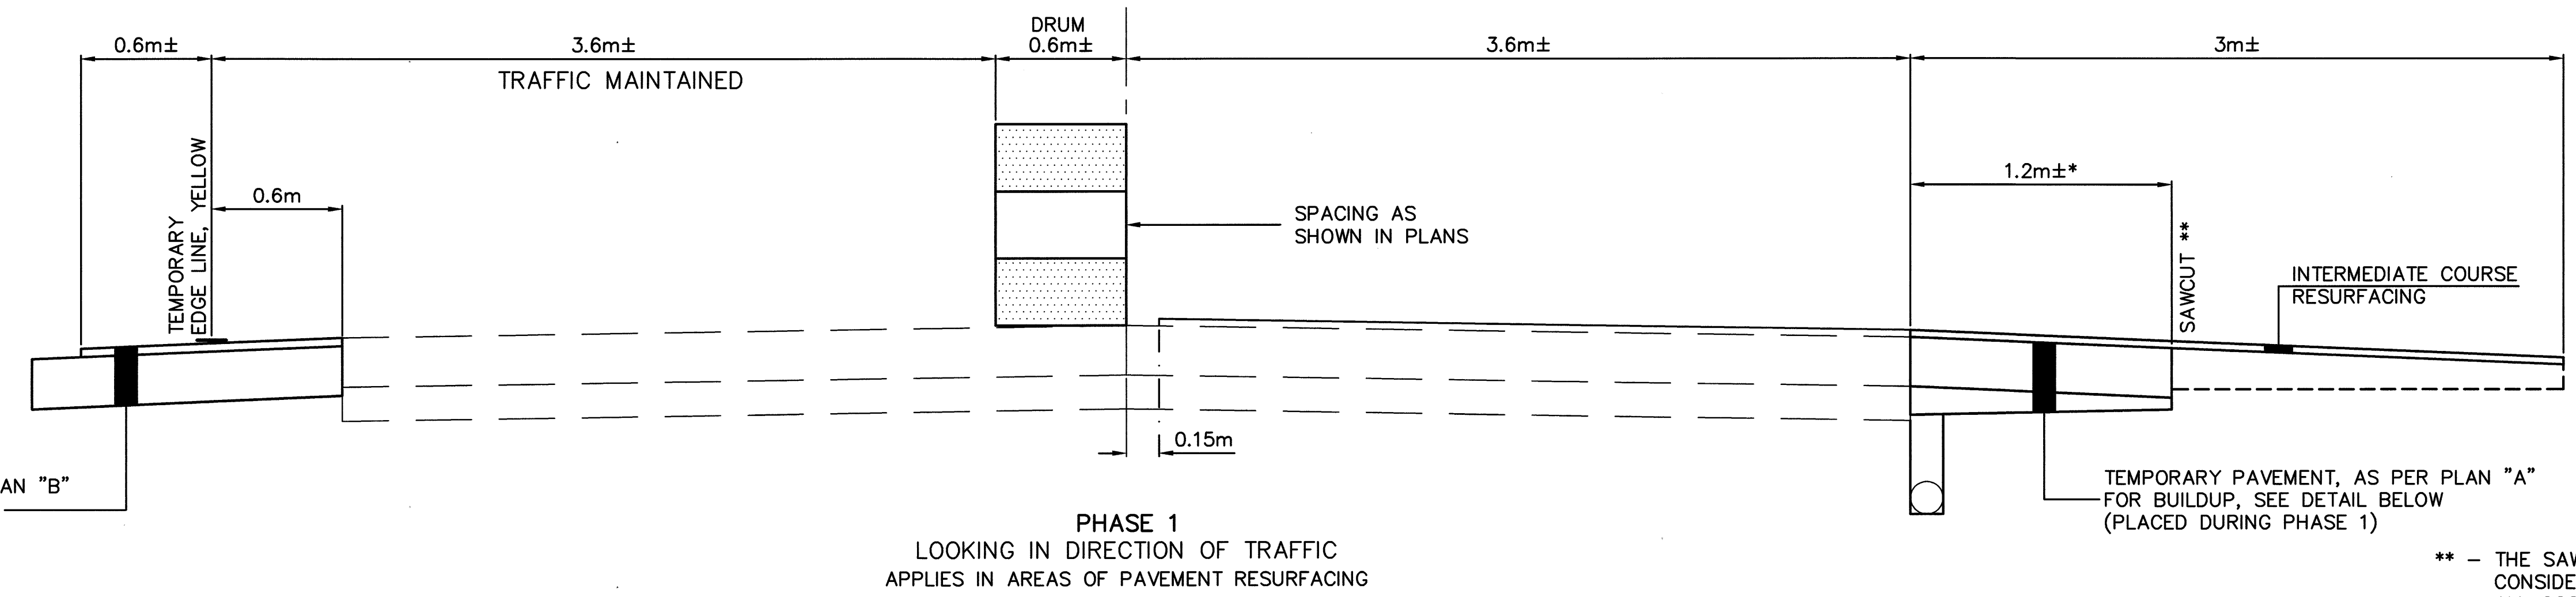 DRUM
0.6m±
3.6m±
0.6m±
3.6m±
3m±
TRAFFIC MAINTAINED
TEMPORARY
EDGE LINE, YELLOW
0.6m
SPACING AS
SHOWN IN PLANS
1.2m±*
SAWCUT **
INTERMEDIATE COURSE
RESURFACING
0.15m
AN "B"
TEMPORARY PAVEMENT, AS PER PLAN "A"
FOR BUILDUP, SEE DETAIL BELOW
(PLACED DURING PHASE 1)
PHASE 1
LOOKING IN DIRECTION OF TRAFFIC
APPLIES IN AREAS OF PAVEMENT RESURFACING
** – THE SAW
CONSIDE